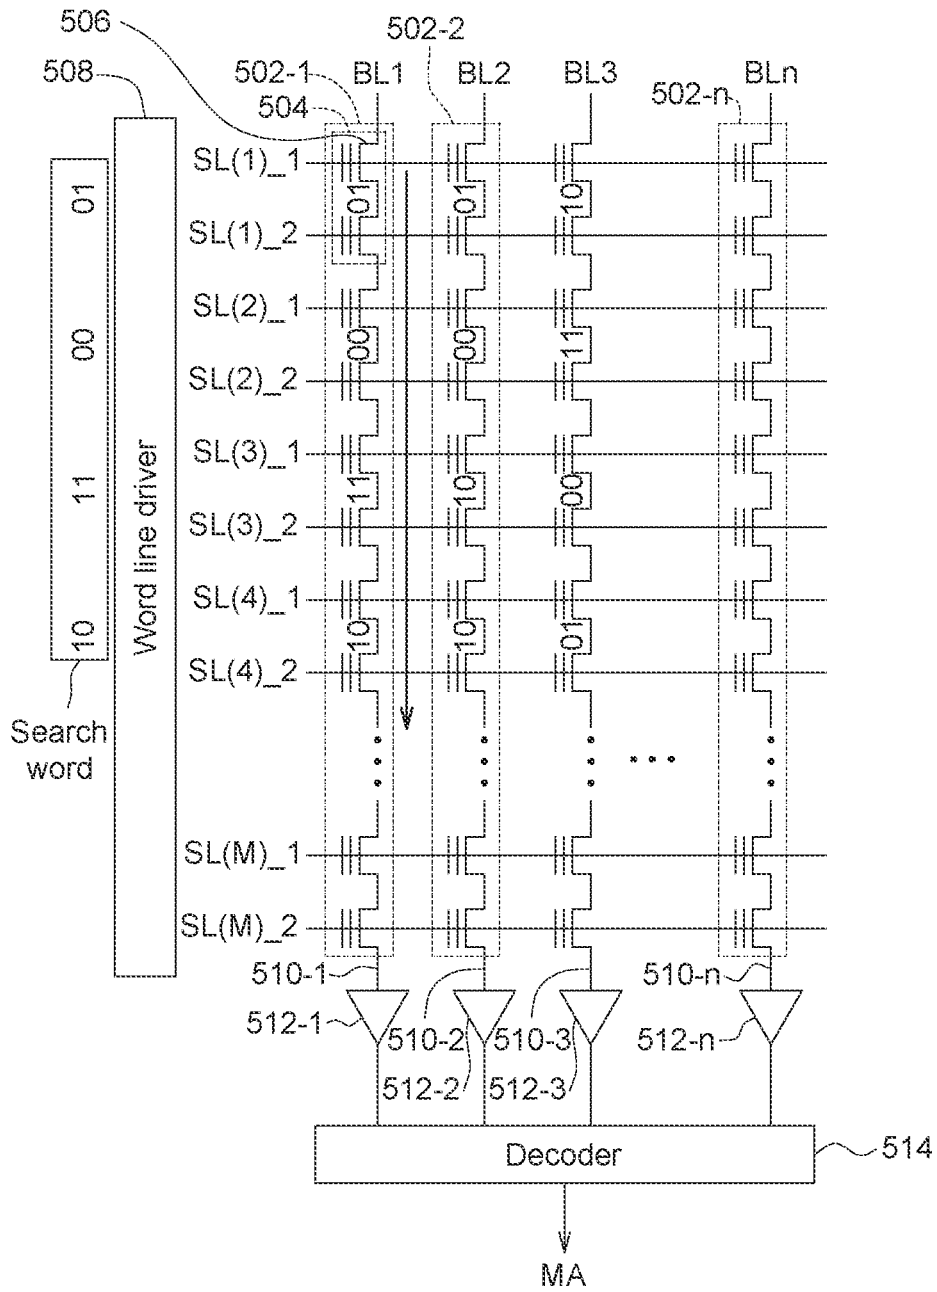 506
508
502-1
504
502-2
502-n
BL1
BL2
BL3
BLn
SL(1)_1
01
01
01
10
SL(1)_2
SL(2)_1
00
00
00
11
SL(2)_2
SL(3)_1
11
11
10
00
SL(3)_2
SL(4)_1
10
10
10
01
SL(4)_2
Word line driver
Search
word
SL(M)_1
SL(M)_2
510-1
510-n
512-1
510-2
510-3
512-n
512-2
512-3
Decoder
514
MA